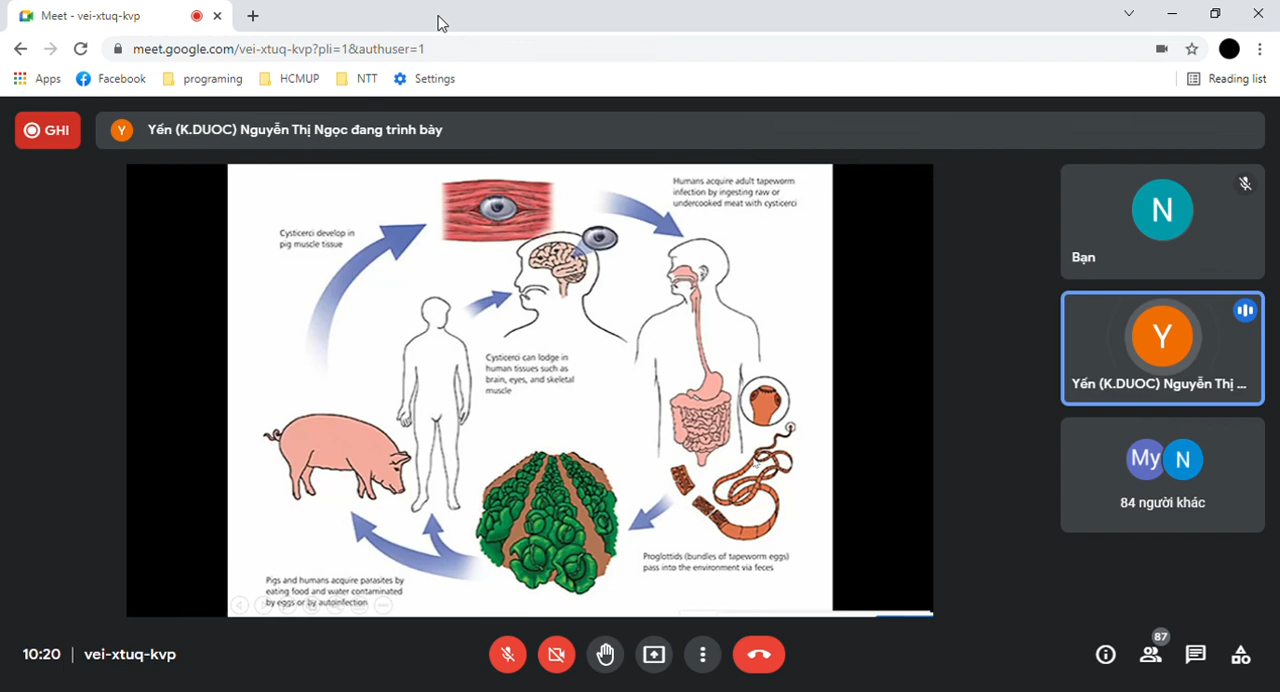 Meet - vei-xtuq-kvp
meet.google.com/vei-xtuq-kvp?pli=1&authuser=1
Apps
Facebook
programing
HCMUP
NTT
Settings
Reading list
GHI
Y
Yến (K.DUOC) Nguyễn Thị Ngọc đang trình bày
Humans acquire adult tapeworm
infection by ingesting raw or
undercooked meat with cysticerci
Cysticerci develop in
pig muscle tissue
Cysticerci can lodge in
human tissues such as
brain, eyes, and skeletal
muscle
Proglottids (bundles of tapeworm eggs)
pass into the environment via feces
Pigs and humans acquire parasites by
eating food and water contaminated
by eggs or by autoinfection
N
Bạn
Y
Yến (K.DUOC) Nguyễn Thị ...
My
N
84 người khác
10:20 | vei-xtuq-kvp
87